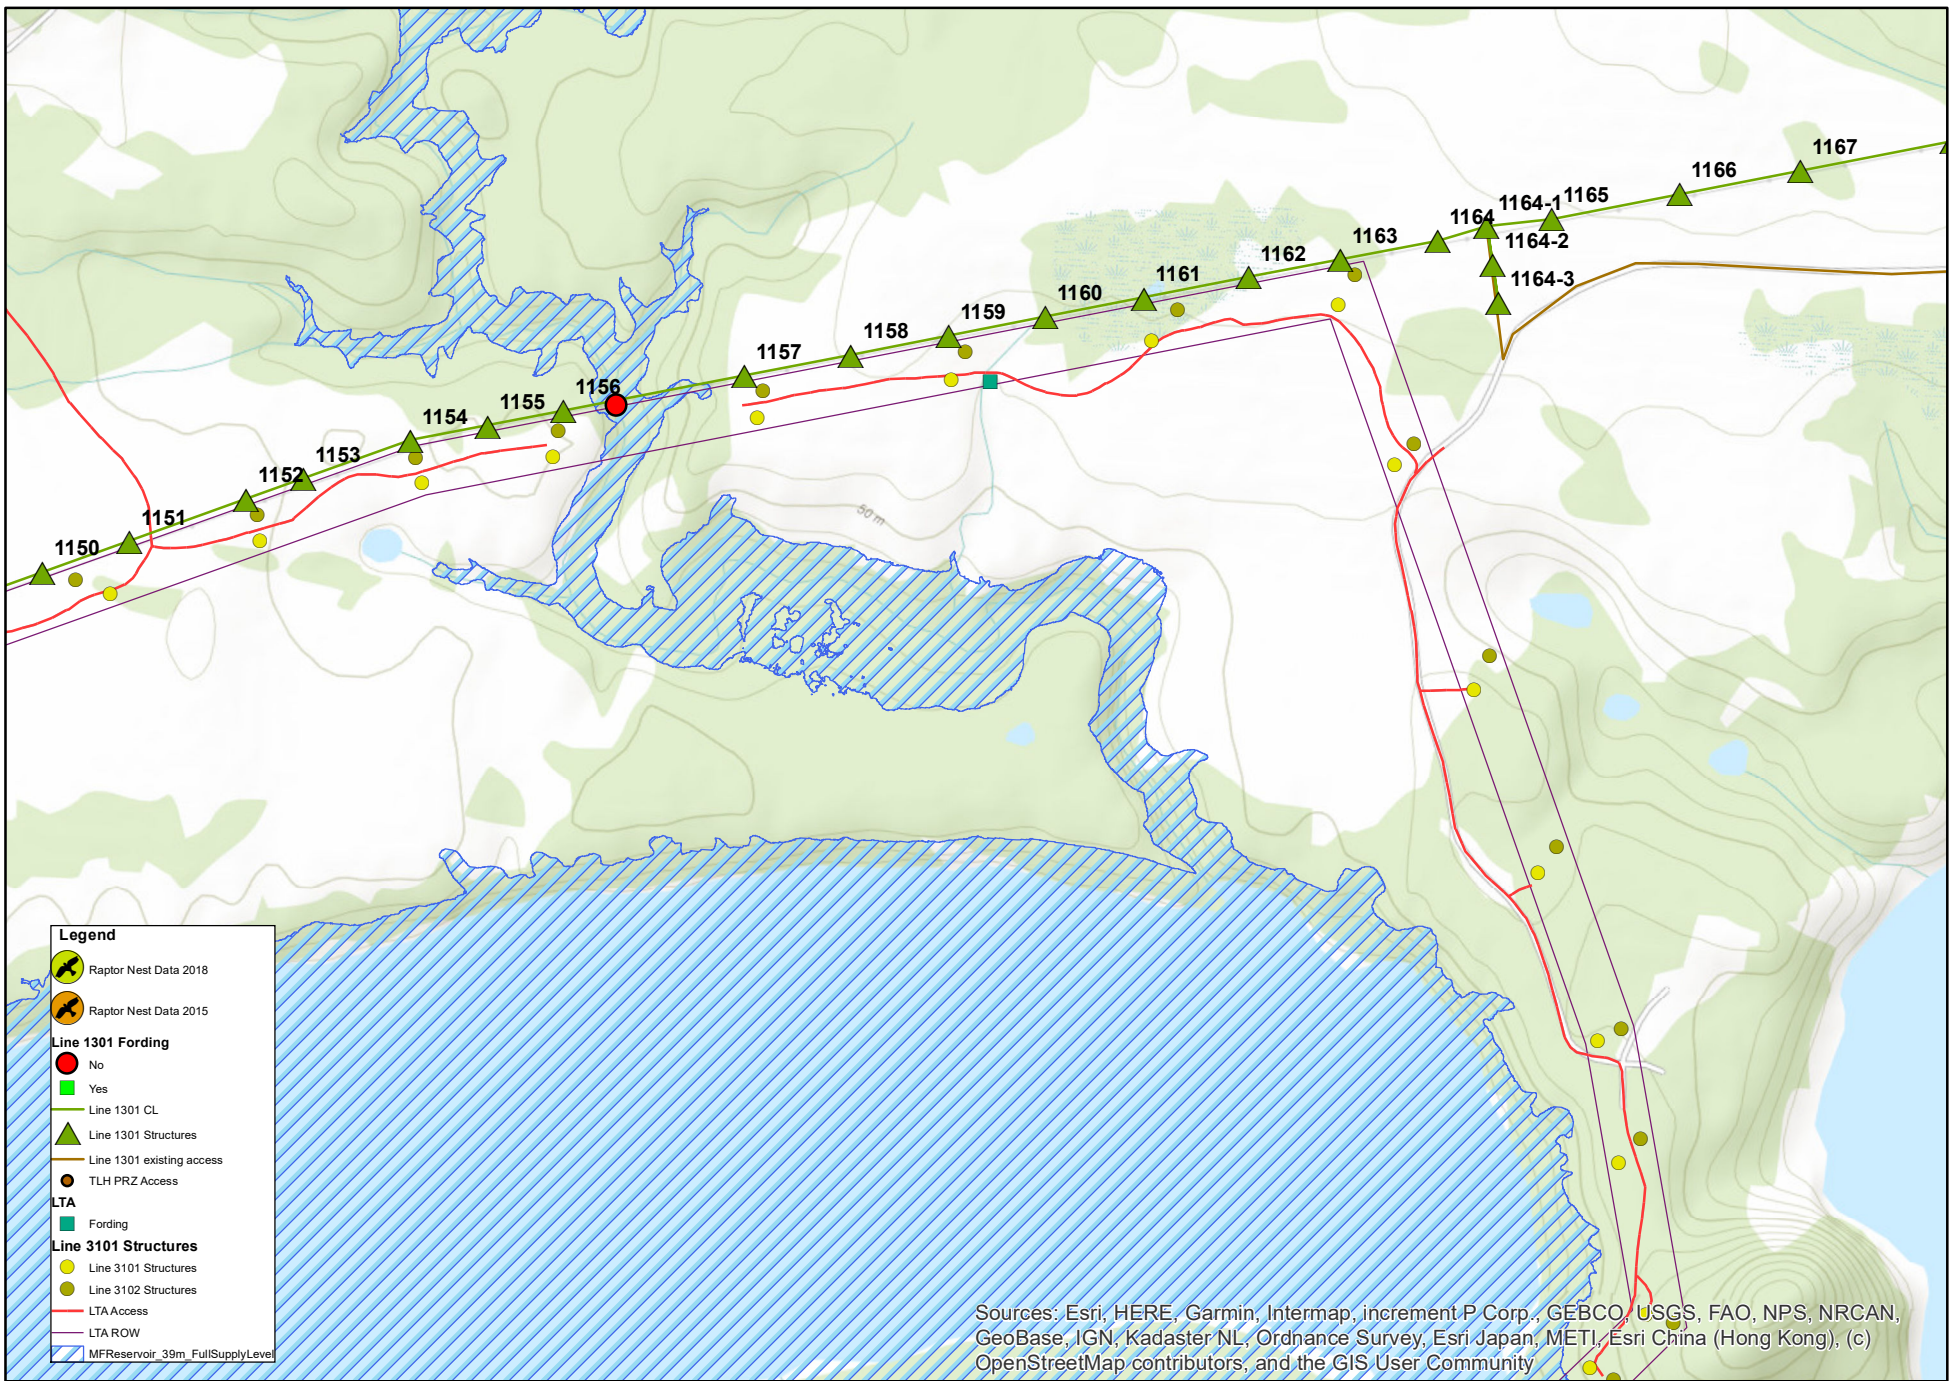 1167
1166
1164-1
1165
1164
1163
1164-2
1162
1164-3
1161
1160
1159
1158
1157
1156
1155
1154
1153
1152
1151
1150
50 m
Legend
Raptor Nest Data 2018
Raptor Nest Data 2015
Line 1301 Fording
No
Yes
Line 1301 CL
Line 1301 Structures
Line 1301 existing access
TLH PRZ Access
LTA
Fording
Line 3101 Structures
Line 3101 Structures
Line 3102 Structures
LTA Access
LTA ROW
MFReservoir_39m_FullSupplyLevel
Sources: Esri, HERE, Garmin, Intermap, increment P Corp., GEBCO, USGS, FAO, NPS, NRCAN,
GeoBase, IGN, Kadaster NL, Ordnance Survey, Esri Japan, METI, Esri China (Hong Kong), (c)
OpenStreetMap contributors, and the GIS User Community